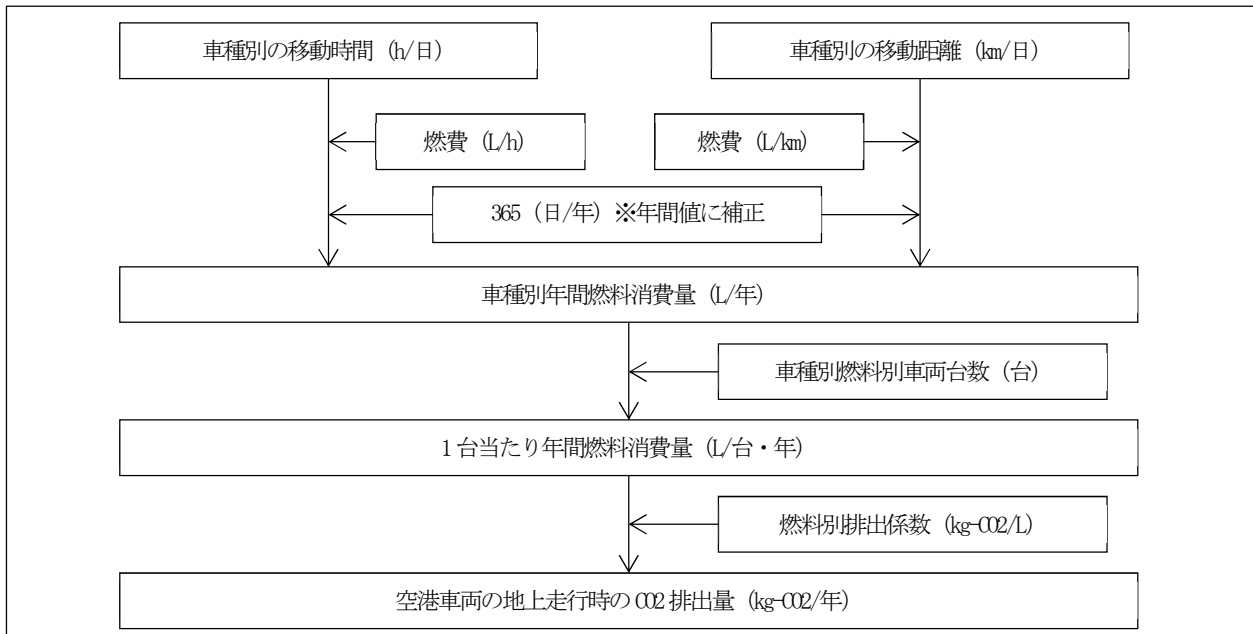 車種別の移動時間（h/日）
車種別の移動距離（km/日）
燃費（L/h）
燃費（L/km）
365（日/年）※年間値に補正
車種別年間燃料消費量（L/年）
車種別燃料別車両台数（台）
1台当たり年間燃料消費量（L/台・年）
燃料別排出係数（kg-CO2/L）
空港車両の地上走行時のCO2排出量（kg-CO2/年）